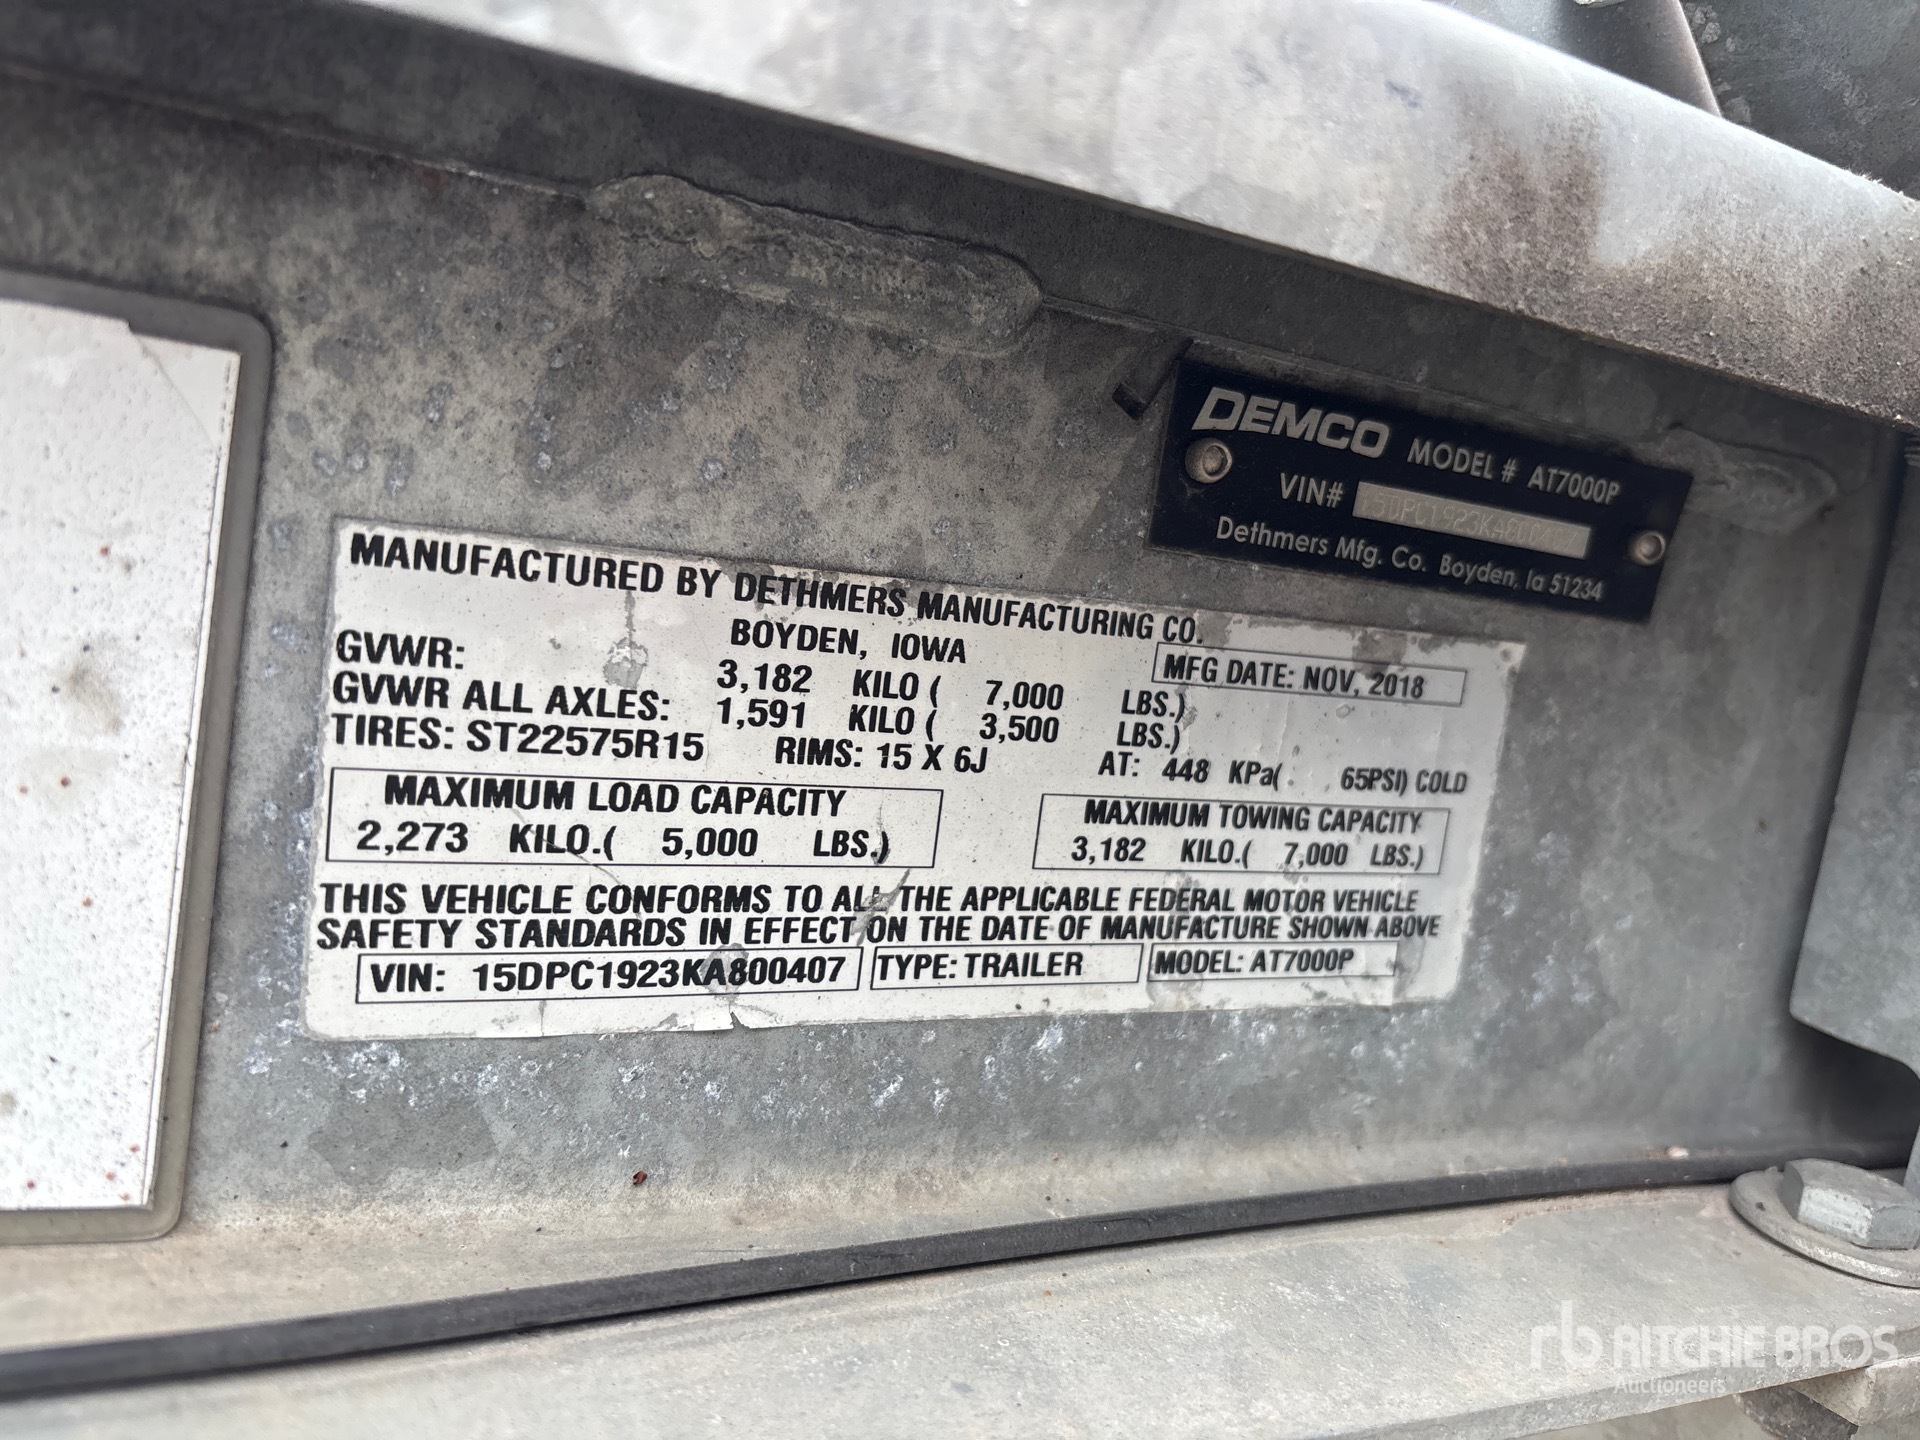 DEMCO MODEL # AT7000P
VIN# 15DPC1923KA800407
Dethmers Mfg. Co. Boyden, Ia 51234
MANUFACTURED BY DETHMERS MANUFACTURING CO.
BOYDEN, IOWA
MFG DATE: NOV, 2018
GVWR: 3,182 KILO ( 7,000 LBS.)
GVWR ALL AXLES: 1,591 KILO ( 3,500 LBS.)
TIRES: ST22575R15 RIMS: 15 X 6J AT: 448 KPa( 65PSI) COLD
MAXIMUM LOAD CAPACITY
2,273 KILO.( 5,000 LBS.)
MAXIMUM TOWING CAPACITY
3,182 KILO.( 7,000 LBS.)
THIS VEHICLE CONFORMS TO ALL THE APPLICABLE FEDERAL MOTOR VEHICLE
SAFETY STANDARDS IN EFFECT ON THE DATE OF MANUFACTURE SHOWN ABOVE
VIN: 15DPC1923KA800407 TYPE: TRAILER MODEL: AT7000P
rb RITCHIE BROS
Auctioneers